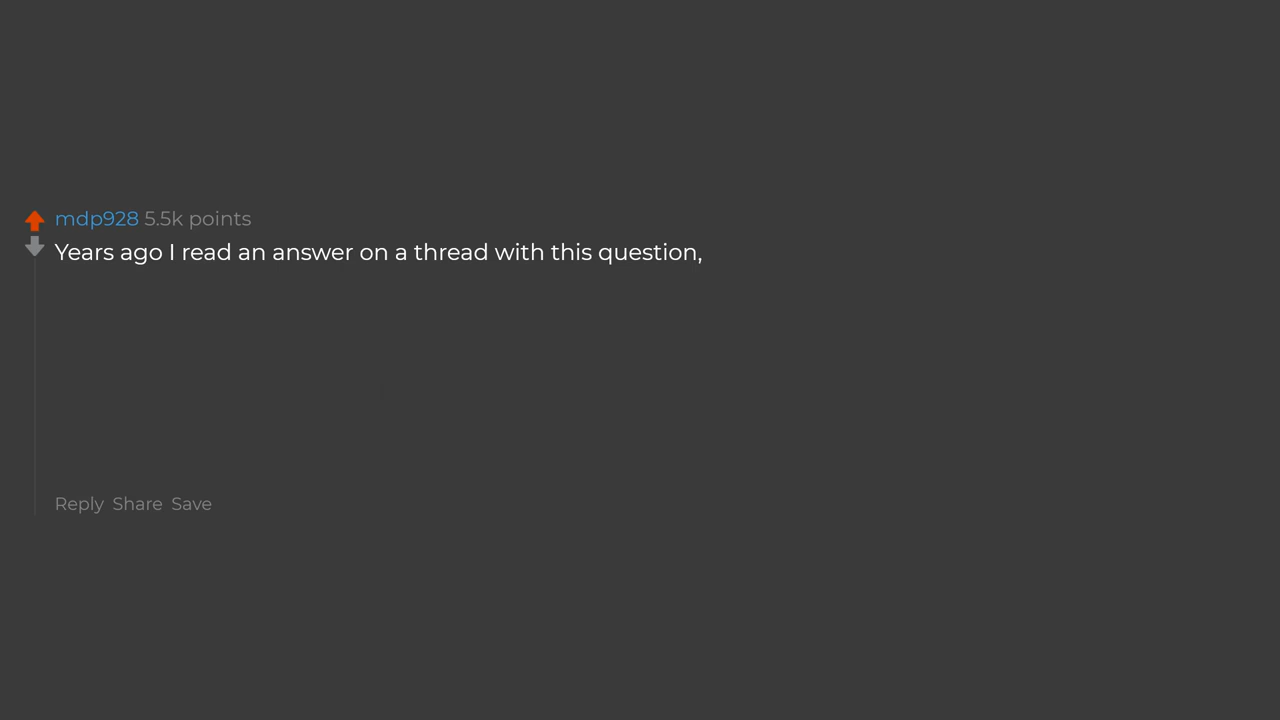 mdp928 5.5k points
Years ago I read an answer on a thread with this question,
Reply Share Save